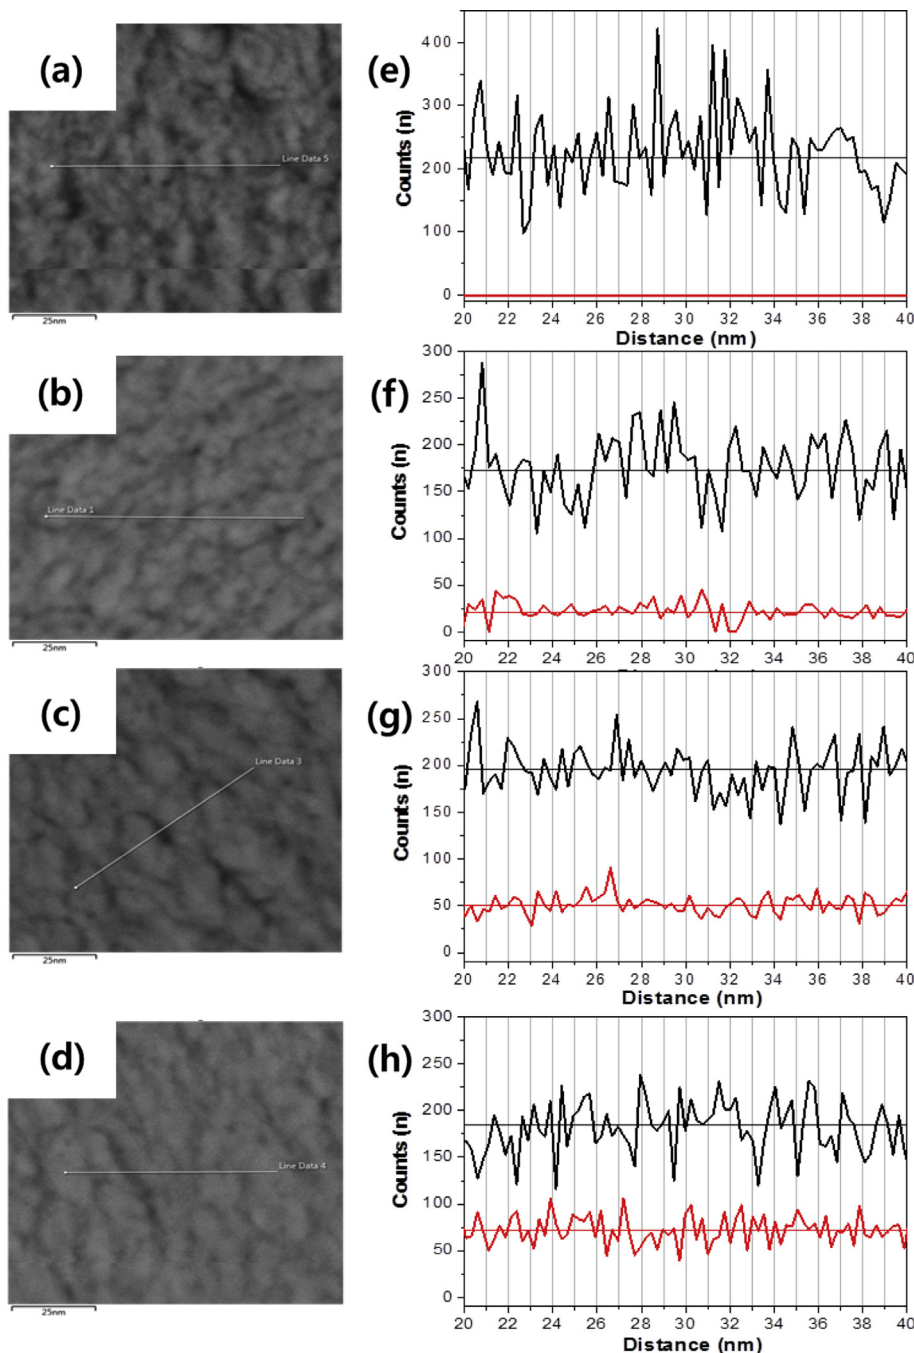 (a)
Line Data 5
25nm
(e)
Counts (n)
400
300
200
100
0
20 22 24 26 28 30 32 34 36 38 40
Distance (nm)
(b)
Line Data 1
25nm
(f)
Counts (n)
300
250
200
150
100
50
0
20 22 24 26 28 30 32 34 36 38 40
(c)
Line Data 3
25nm
(g)
Counts (n)
300
250
200
150
100
50
0
20 22 24 26 28 30 32 34 36 38 40
Distance (nm)
(d)
Line Data 4
25nm
(h)
Counts (n)
300
250
200
150
100
50
0
20 22 24 26 28 30 32 34 36 38 40
Distance (nm)